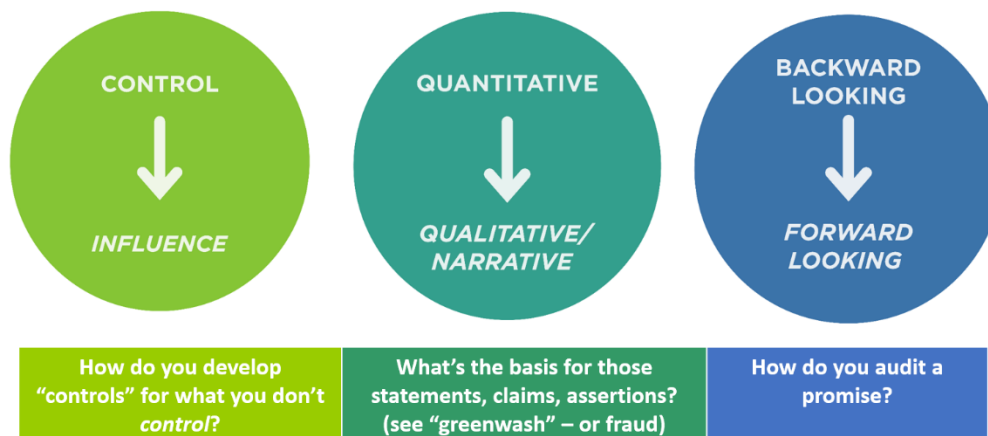 CONTROL
INFLUENCE
QUANTITATIVE
QUALITATIVE/
NARRATIVE
BACKWARD
LOOKING
FORWARD
LOOKING
How do you develop
“controls” for what you don’t
control?
What’s the basis for those
statements, claims, assertions?
(see “greenwash” – or fraud)
How do you audit a
promise?